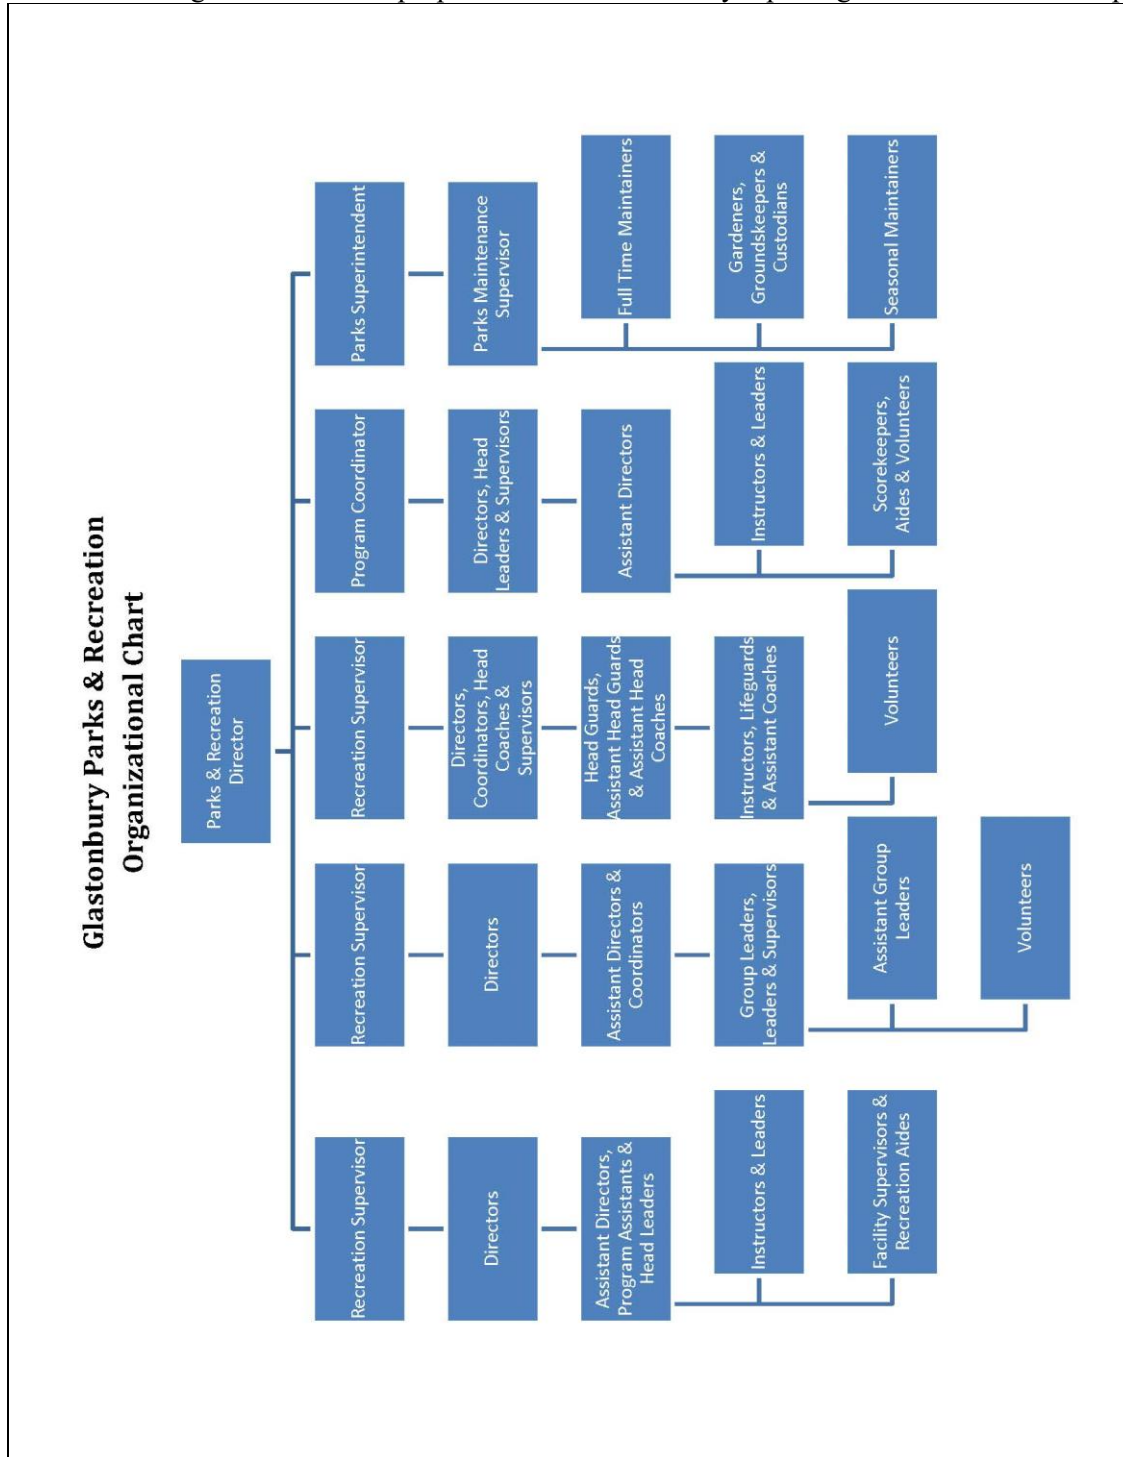 Glastonbury Parks & Recreation
Organizational Chart
Parks & Recreation
Director
Recreation Supervisor
Directors
Assistant Directors,
Program Assistants &
Head Leaders
Instructors & Leaders
Facility Supervisors &
Recreation Aides
Recreation Supervisor
Directors
Assistant Directors &
Coordinators
Group Leaders,
Leaders & Supervisors
Assistant Group
Leaders
Volunteers
Recreation Supervisor
Directors,
Coordinators, Head
Coaches &
Supervisors
Head Guards,
Assistant Head Guards
& Assistant Head
Coaches
Instructors, Lifeguards
& Assistant Coaches
Volunteers
Program Coordinator
Directors, Head
Leaders & Supervisors
Assistant Directors
Instructors & Leaders
Scorekeepers,
Aides & Volunteers
Parks Superintendent
Parks Maintenance
Supervisor
Full Time Maintainers
Gardeners,
Groundskeepers &
Custodians
Seasonal Maintainers